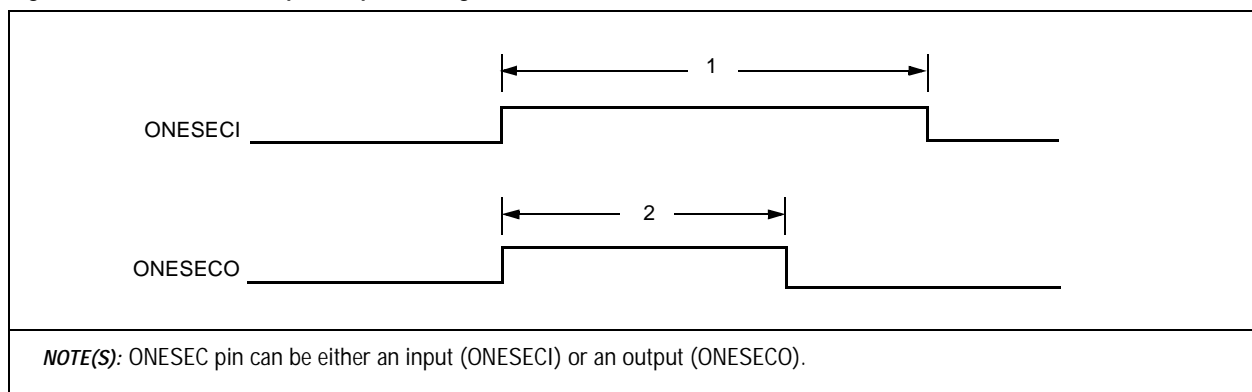 1
ONESECI
2
ONESECO
NOTE(S): ONESEC pin can be either an input (ONESECI) or an output (ONESECO).